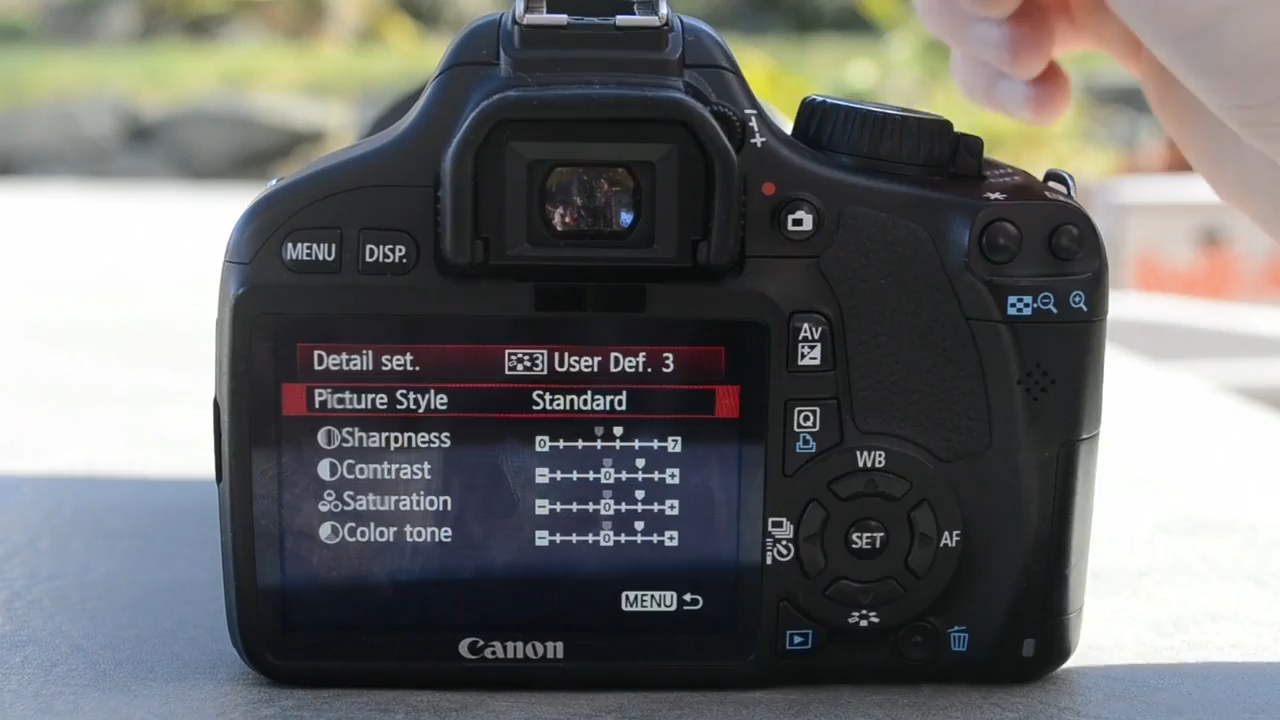 MENU DISP.
Av
Detail set. 3 User Def. 3
Picture Style Standard
Sharpness 0 7
Contrast 0
Saturation 0
Color tone 0
MENU
Canon
Q
WB
SET
AF